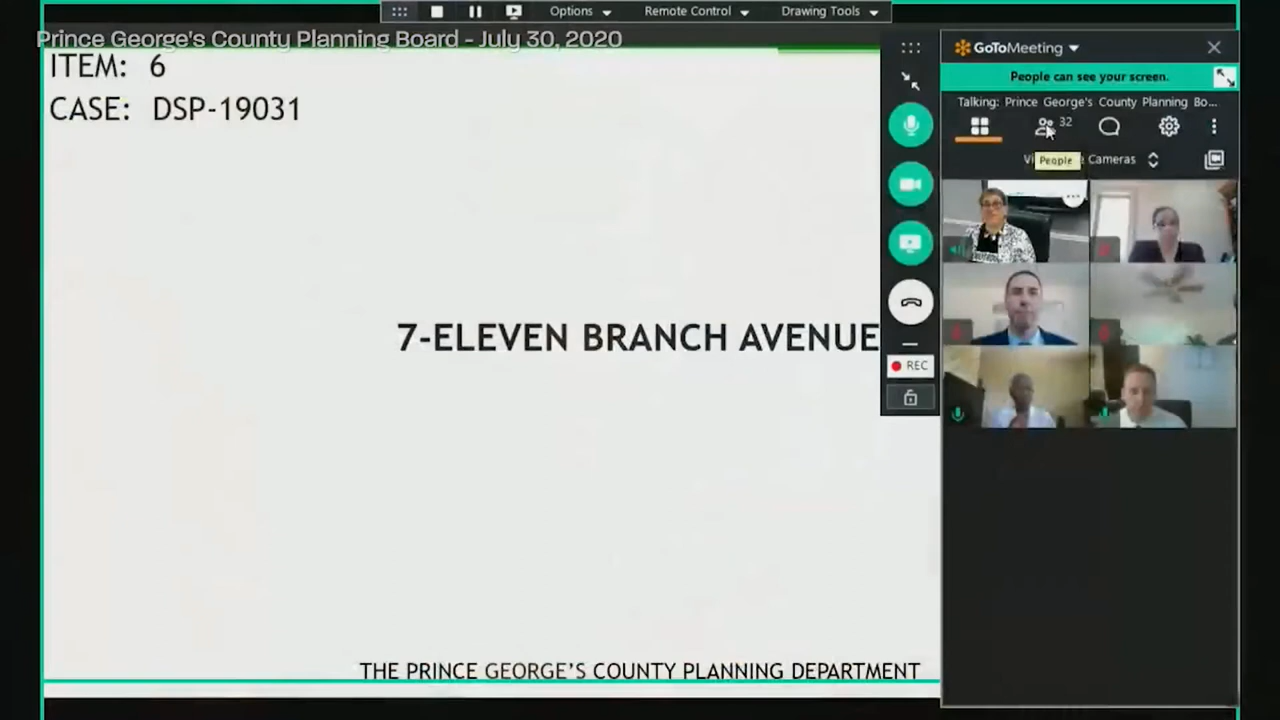 Options
Remote Control
Drawing Tools
Prince George's County Planning Board - July 30, 2020
ITEM: 6
CASE: DSP-19031
GoToMeeting
People can see your screen.
Talking: Prince George's County Planning Bo...
32
People
Cameras
7-ELEVEN BRANCH AVENUE
REC
THE PRINCE GEORGE'S COUNTY PLANNING DEPARTMENT